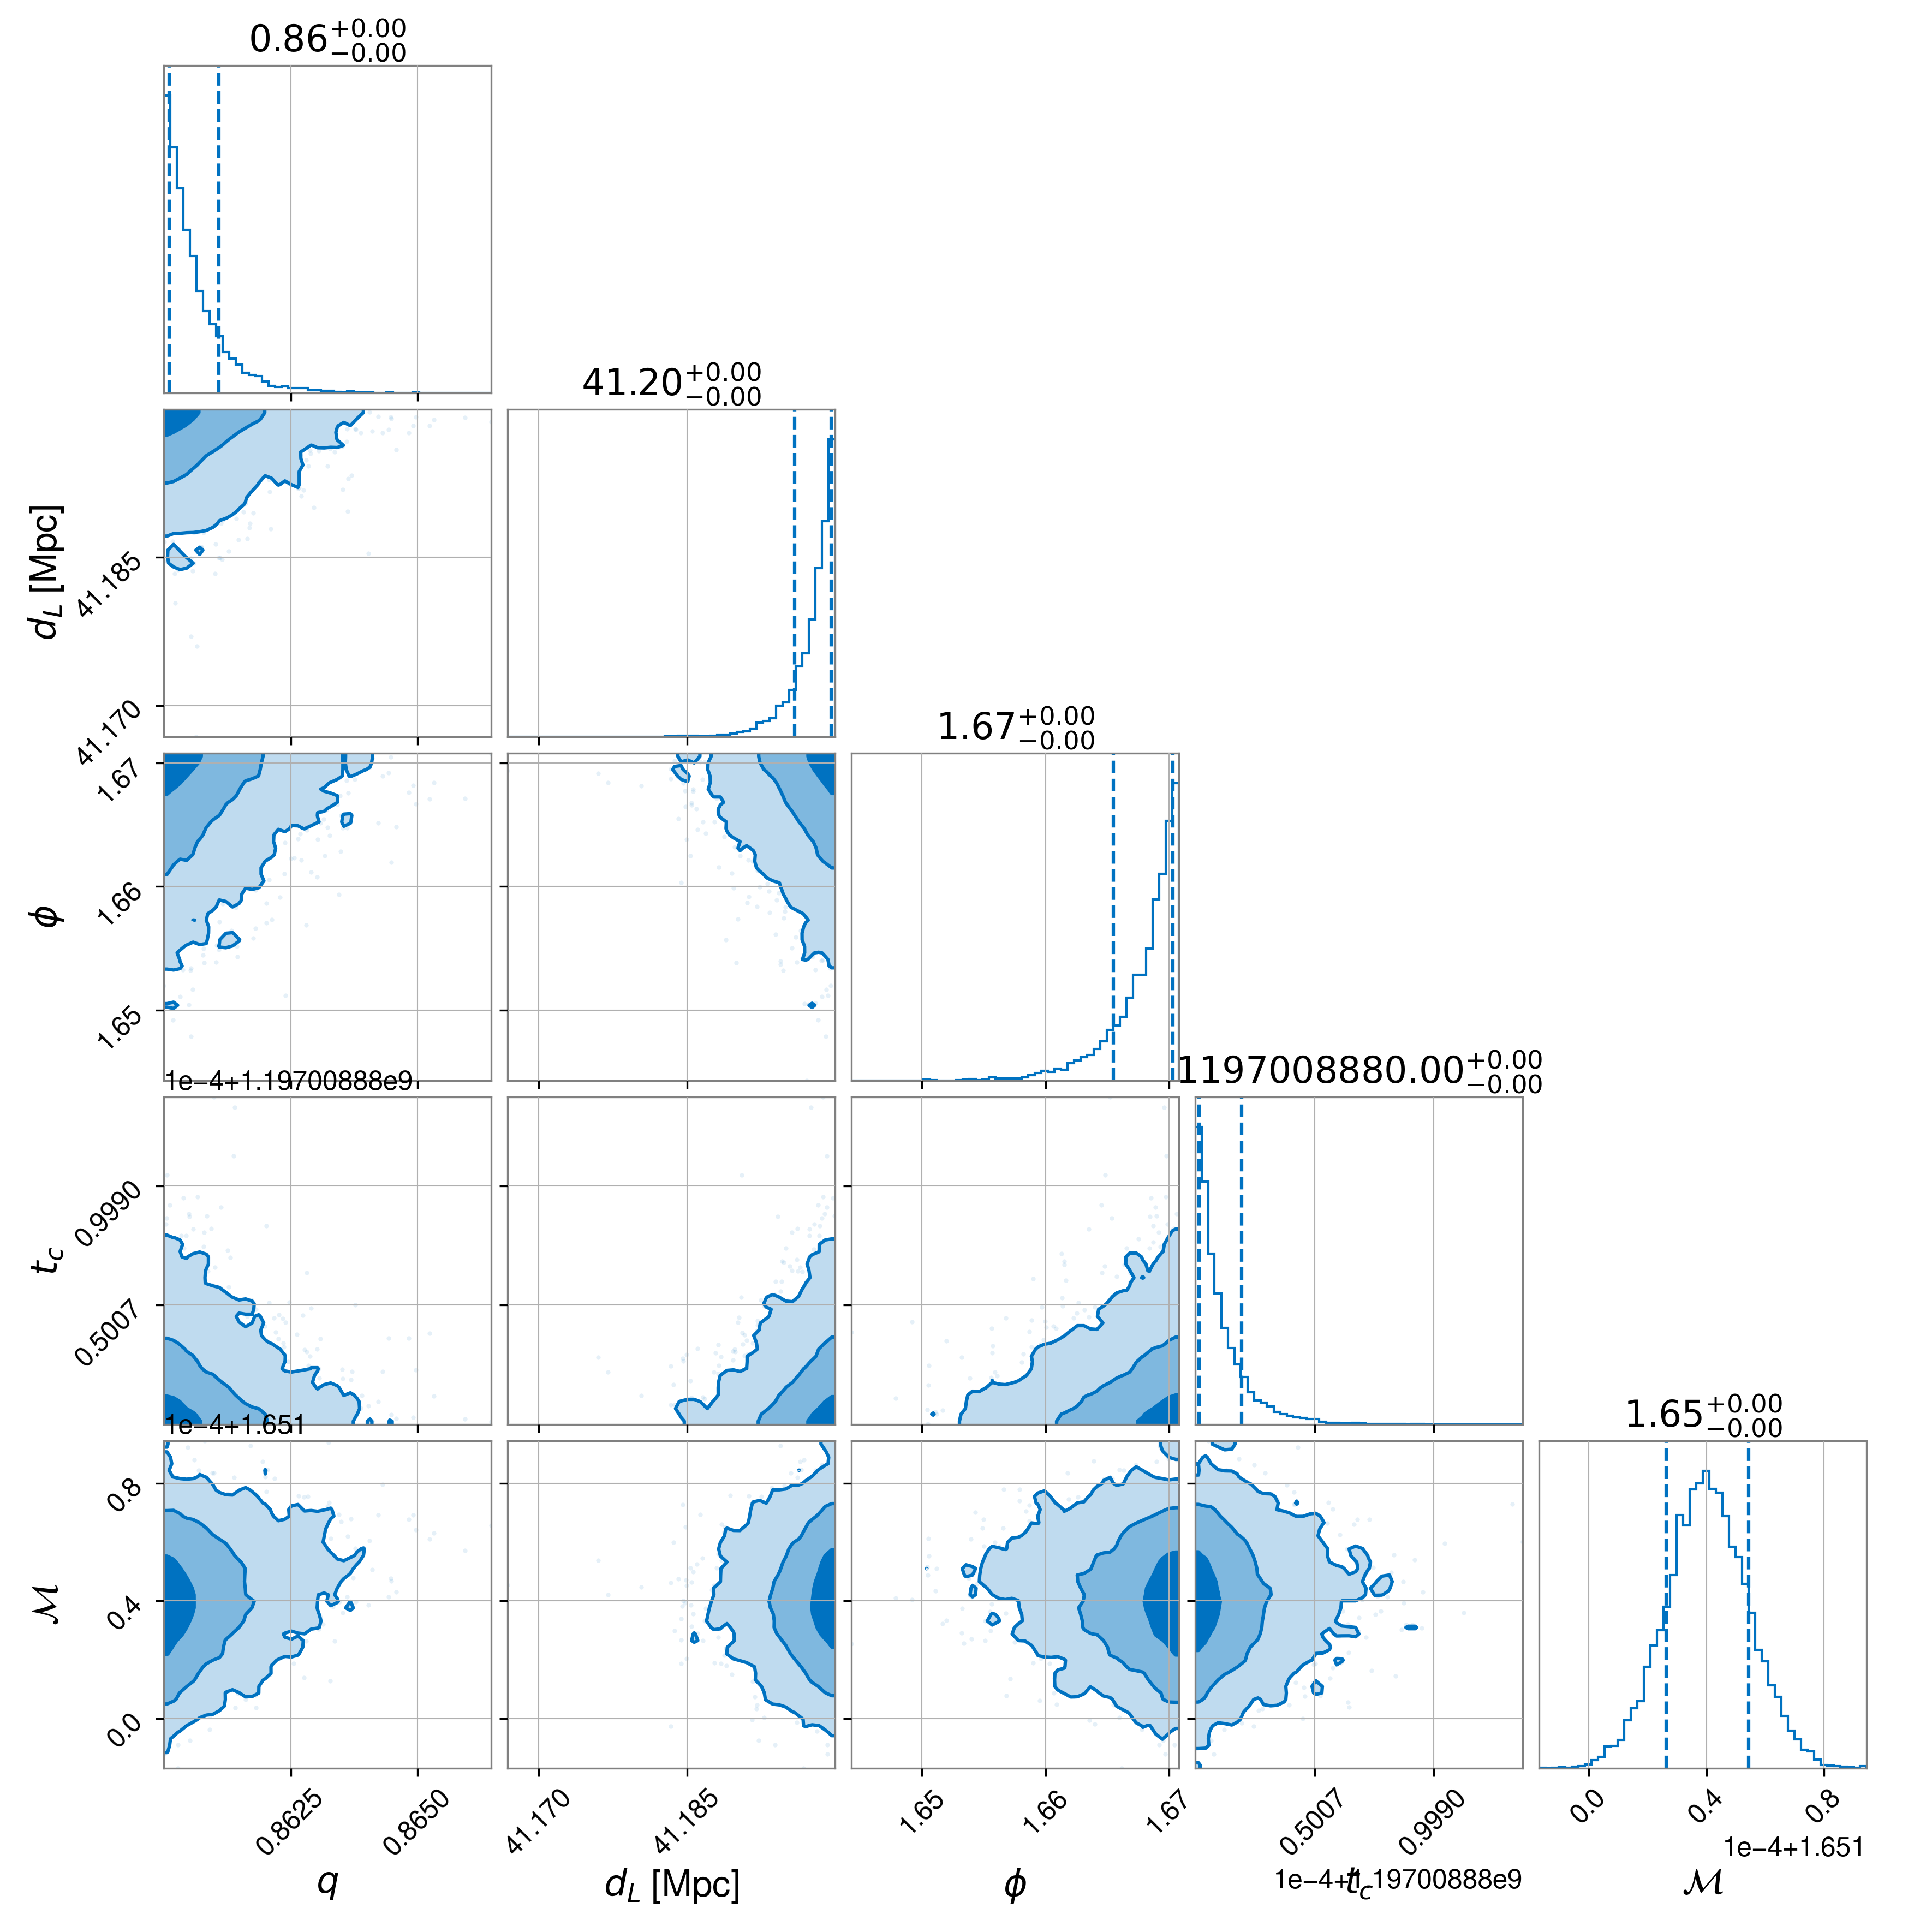 0.86+0.00−0.00
41.20+0.00−0.00
d_L [Mpc]
41.185
41.170
1.67+0.00−0.00
ϕ
1.67
1.66
1.65
1e−4+1.19700888e9
1197008880.00+0.00−0.00
t_c
0.9990
0.5007
1e−4+1.651
1.65+0.00−0.00
ℳ
0.8
0.4
0.0
0.8625 0.8650 41.170 41.185 1.65 1.66 1.67 0.5007 0.9990 0.0 0.4 0.8
1e−4+1.651
1e−4+1.19700888e9
q d_L [Mpc] ϕ t_c ℳ